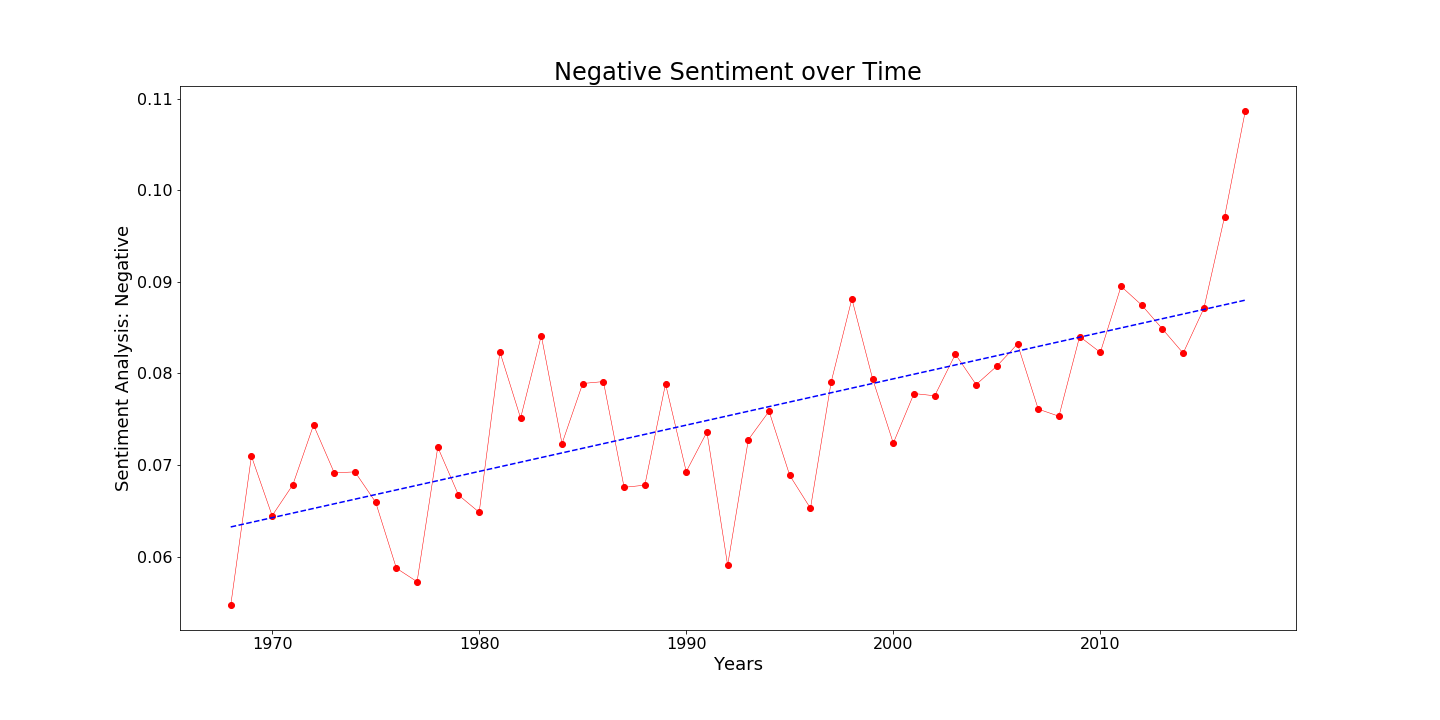 Negative Sentiment over Time
Sentiment Analysis: Negative
0.11
0.10
0.09
0.08
0.07
0.06
1970 1980 1990 2000 2010
Years